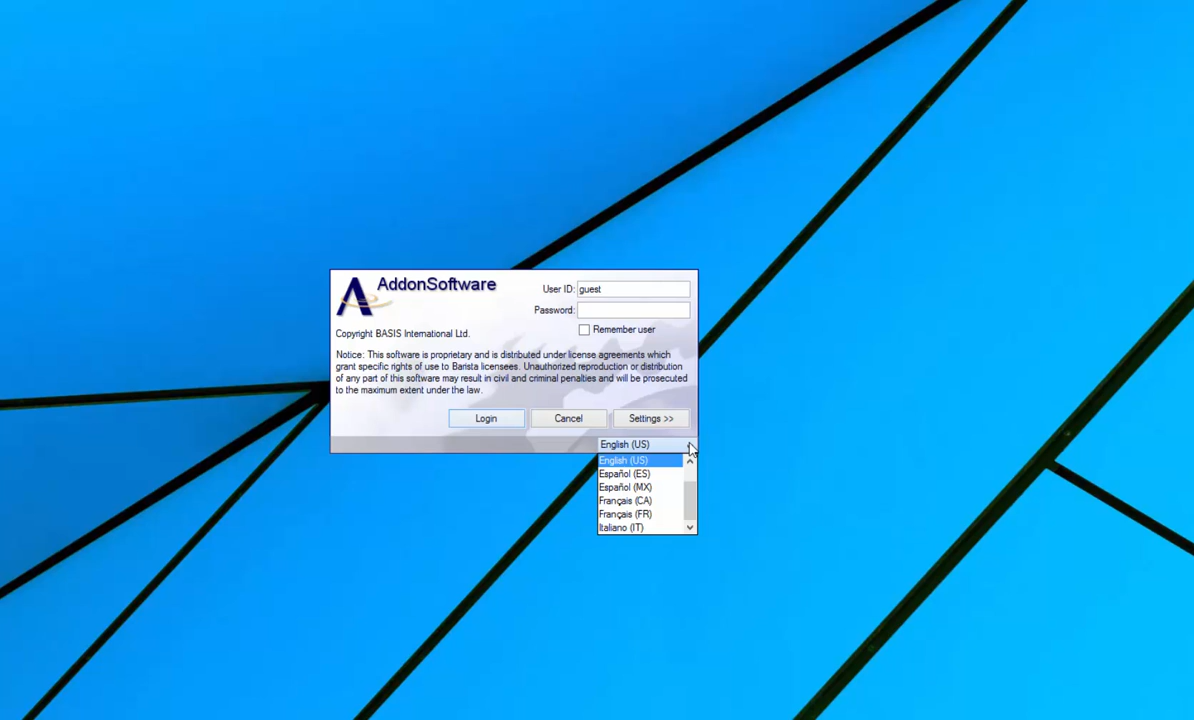 AddonSoftware
User ID: guest
Password:
Remember user
Copyright BASIS International Ltd.
Notice: This software is proprietary and is distributed under license agreements which
grant specific rights of use to Barista licensees. Unauthorized reproduction or distribution
of any part of this software may result in civil and criminal penalties and will be prosecuted
to the maximum extent under the law.
Login Cancel Settings >>
English (US)
English (US)
Español (ES)
Español (MX)
Français (CA)
Français (FR)
Italiano (IT)